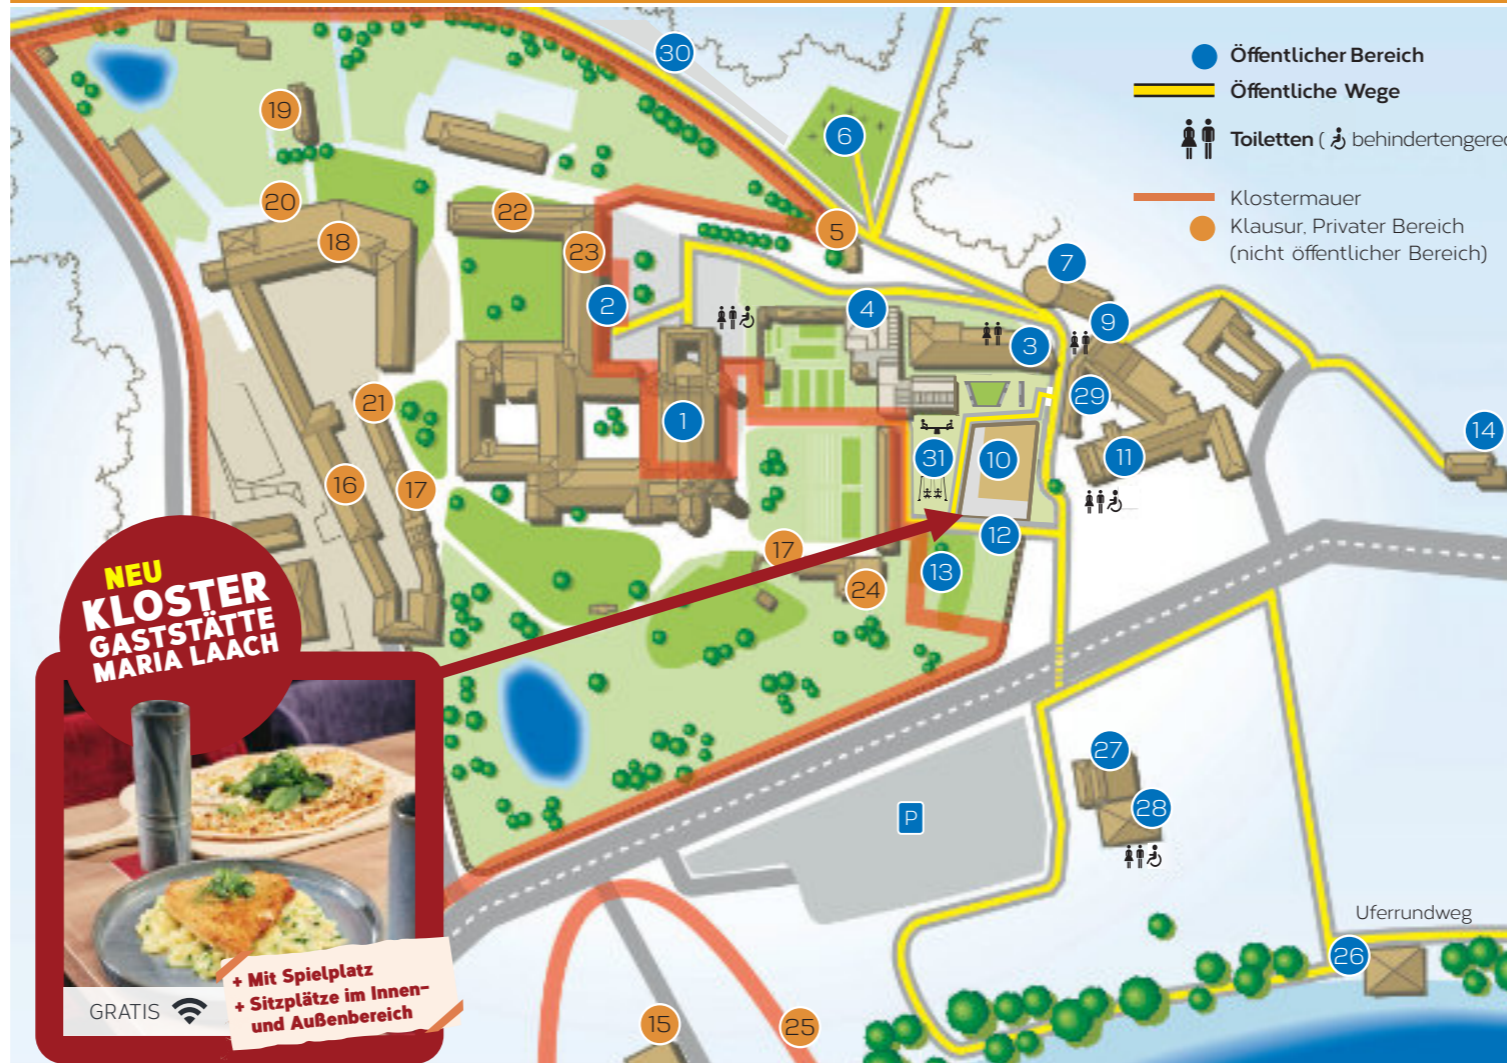 30
Öffentlicher Bereich
Öffentliche Wege
Toiletten ( behindertengerec
Klostermauer
Klausur, Privater Bereich
(nicht öffentlicher Bereich)
19
6
20
18
22
23
5
7
2
4
9
3
21
1
29
14
16
17
31
10
11
12
17
13
24
NEU
KLOSTER
GASTSTÄTTE
MARIA LAACH
27
28
P
Uferrundweg
26
+ Mit Spielplatz
+ Sitzplätze im Innen-
und Außenbereich
GRATIS
15
25